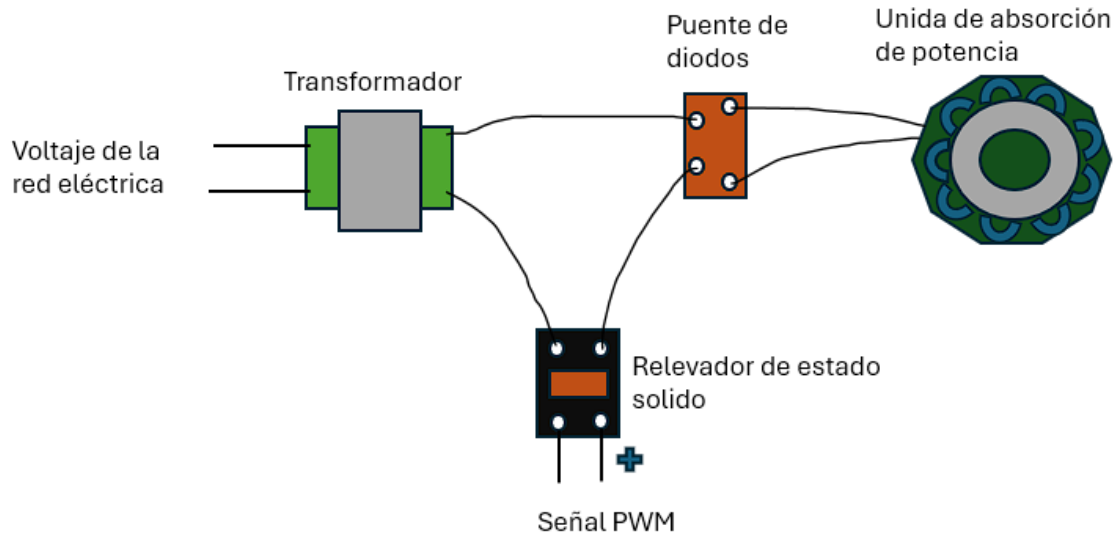 Puente de
diodos
Unida de absorción
de potencia
Transformador
Voltaje de la
red eléctrica
Relevador de estado
solido
Señal PWM